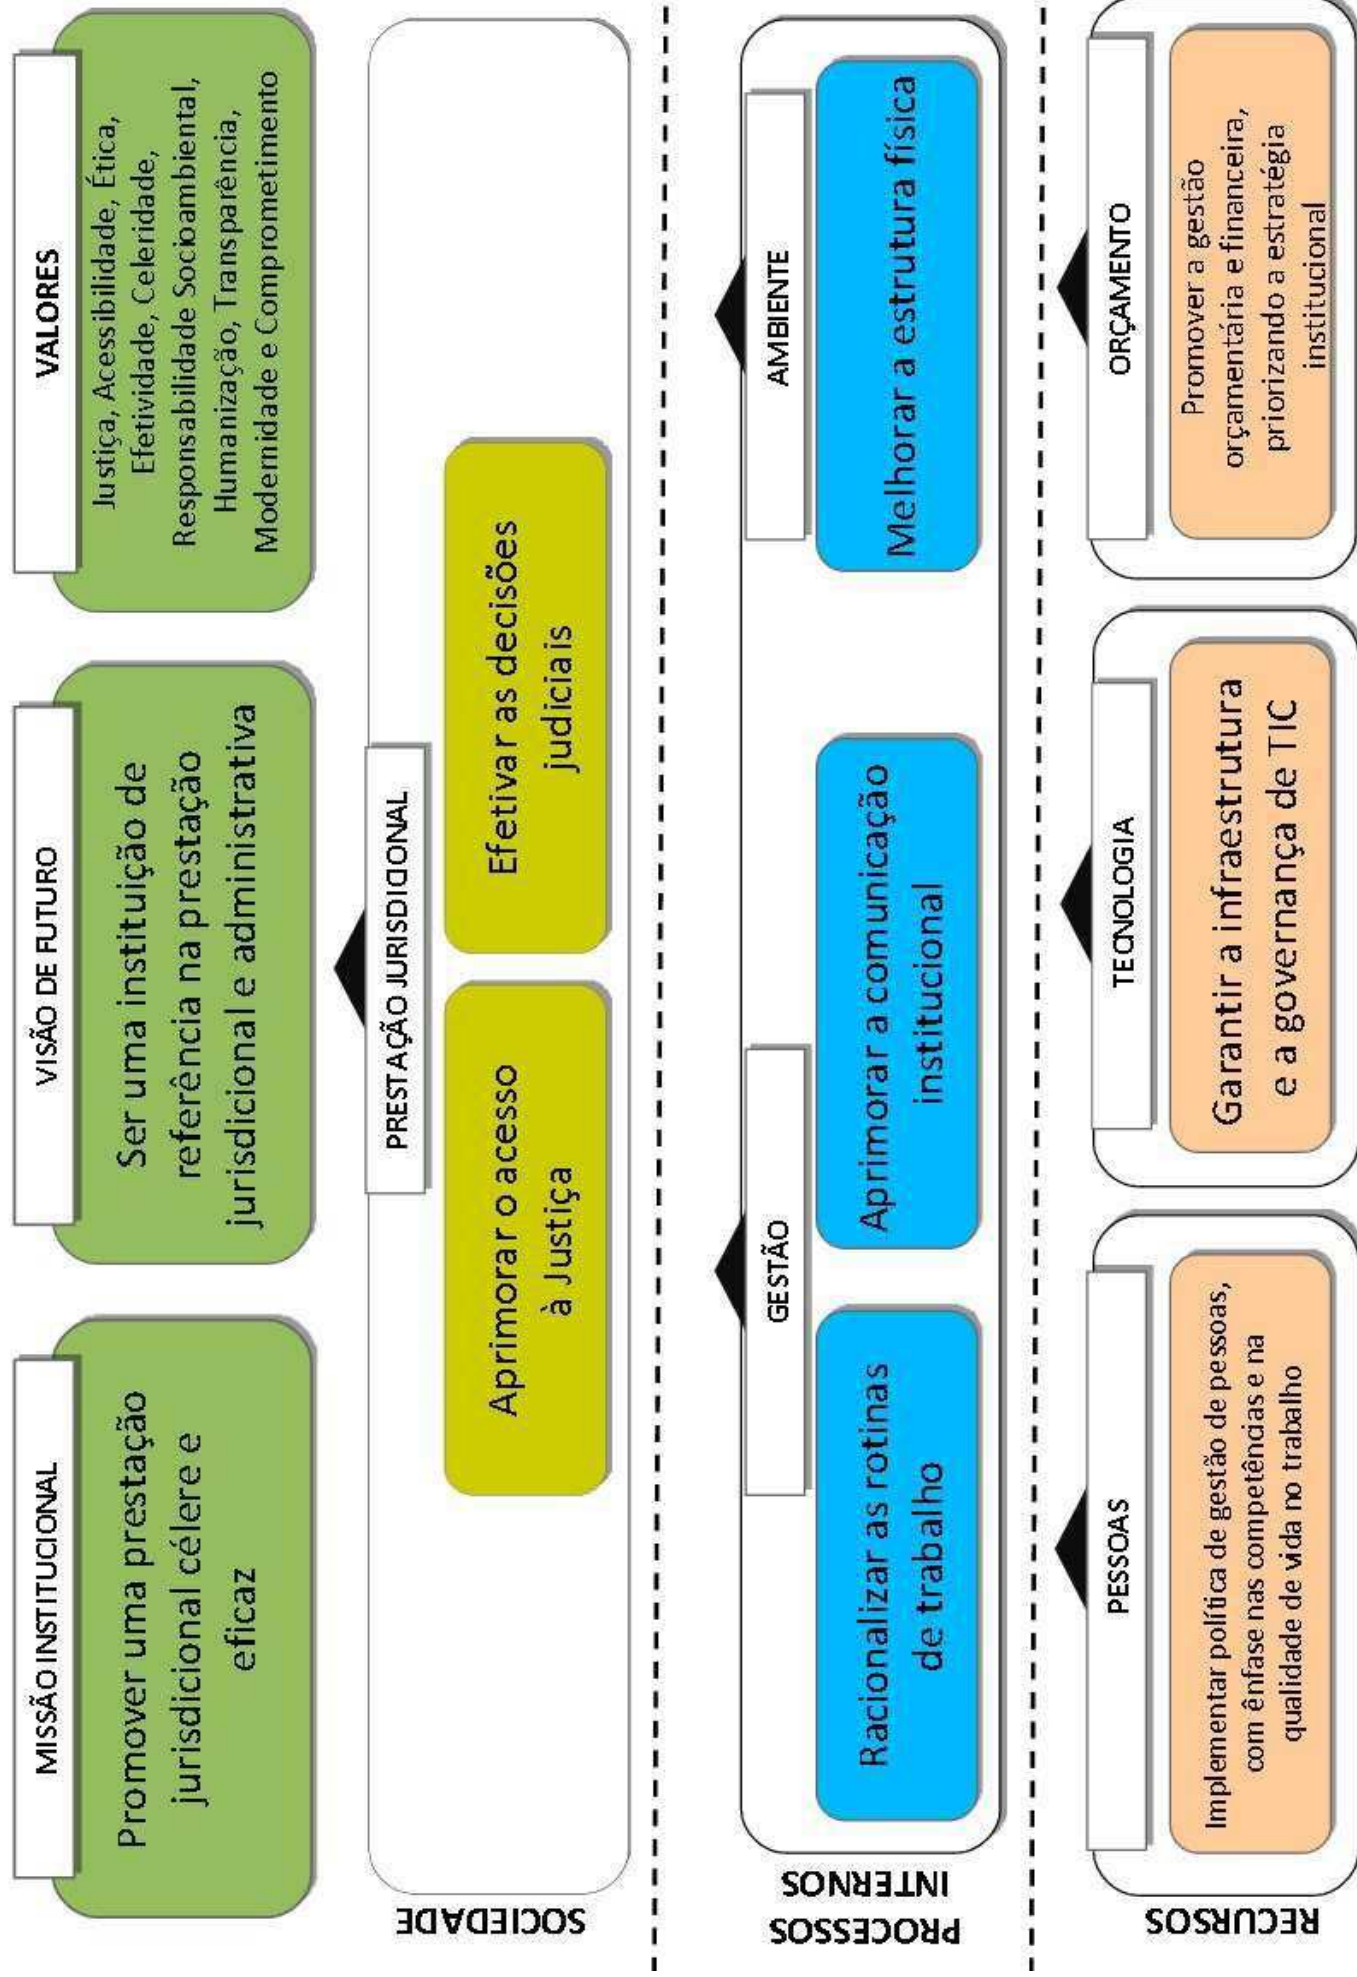 MISSÃO INSTITUCIONAL
Promover uma prestação
jurisdicional célere e
eficaz
VISÃO DE FUTURO
Ser uma instituição de
referência na prestação
jurisdicional e administrativa
VALORES
Justiça, Acessibilidade, Ética,
Efetividade, Celeridade,
Responsabilidade Socioambiental,
Humanização, Transparência,
Modernidade e Comprometimento
SOCIEDADE
PRESTAÇÃO JURISDICIONAL
Aprimorar o acesso
à Justiça
Efetivar as decisões
judiciais
PROCESSOS
INTERNOS
GESTÃO
Racionalizar as rotinas
de trabalho
Aprimorar a comunicação
institucional
AMBIENTE
Melhorar a estrutura física
RECURSOS
PESSOAS
Implementar política de gestão de pessoas,
com ênfase nas competências e na
qualidade de vida no trabalho
TECNOLOGIA
Garantir a infraestrutura
e a governança de TIC
ORÇAMENTO
Promover a gestão
orçamentária e financeira,
priorizando a estratégia
institucional